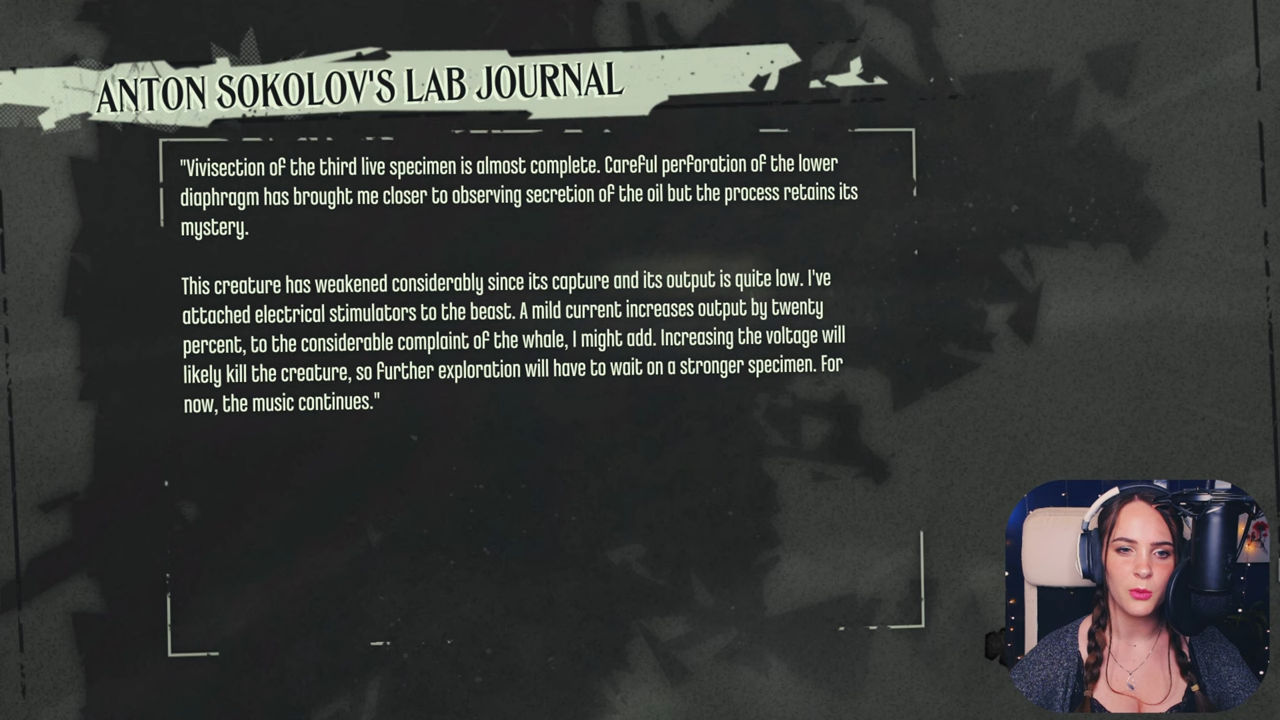 ANTON SOKOLOV'S LAB JOURNAL
"Vivisection of the third live specimen is almost complete. Careful perforation of the lower
diaphragm has brought me closer to observing secretion of the oil but the process retains its
mystery.
This creature has weakened considerably since its capture and its output is quite low. I've
attached electrical stimulators to the beast. A mild current increases output by twenty
percent, to the considerable complaint of the whale, I might add. Increasing the voltage will
likely kill the creature, so further exploration will have to wait on a stronger specimen. For
now, the music continues."